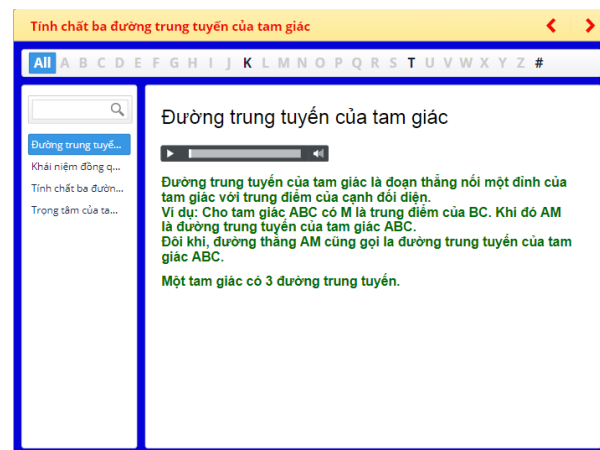 Tính chất ba đường trung tuyến của tam giác
All A B C D E F G H I J K L M N O P Q R S T U V W X Y Z #
Đường trung tuyế...
Khái niệm đồng q...
Tính chất ba đườn...
Trọng tâm của ta...
Đường trung tuyến của tam giác
Đường trung tuyến của tam giác là đoạn thẳng nối một đỉnh của
tam giác với trung điểm của cạnh đối diện.
Ví dụ: Cho tam giác ABC có M là trung điểm của BC. Khi đó AM
là đường trung tuyến của tam giác ABC.
Đôi khi, đường thẳng AM cũng gọi la đường trung tuyến của tam
giác ABC.
Một tam giác có 3 đường trung tuyến.